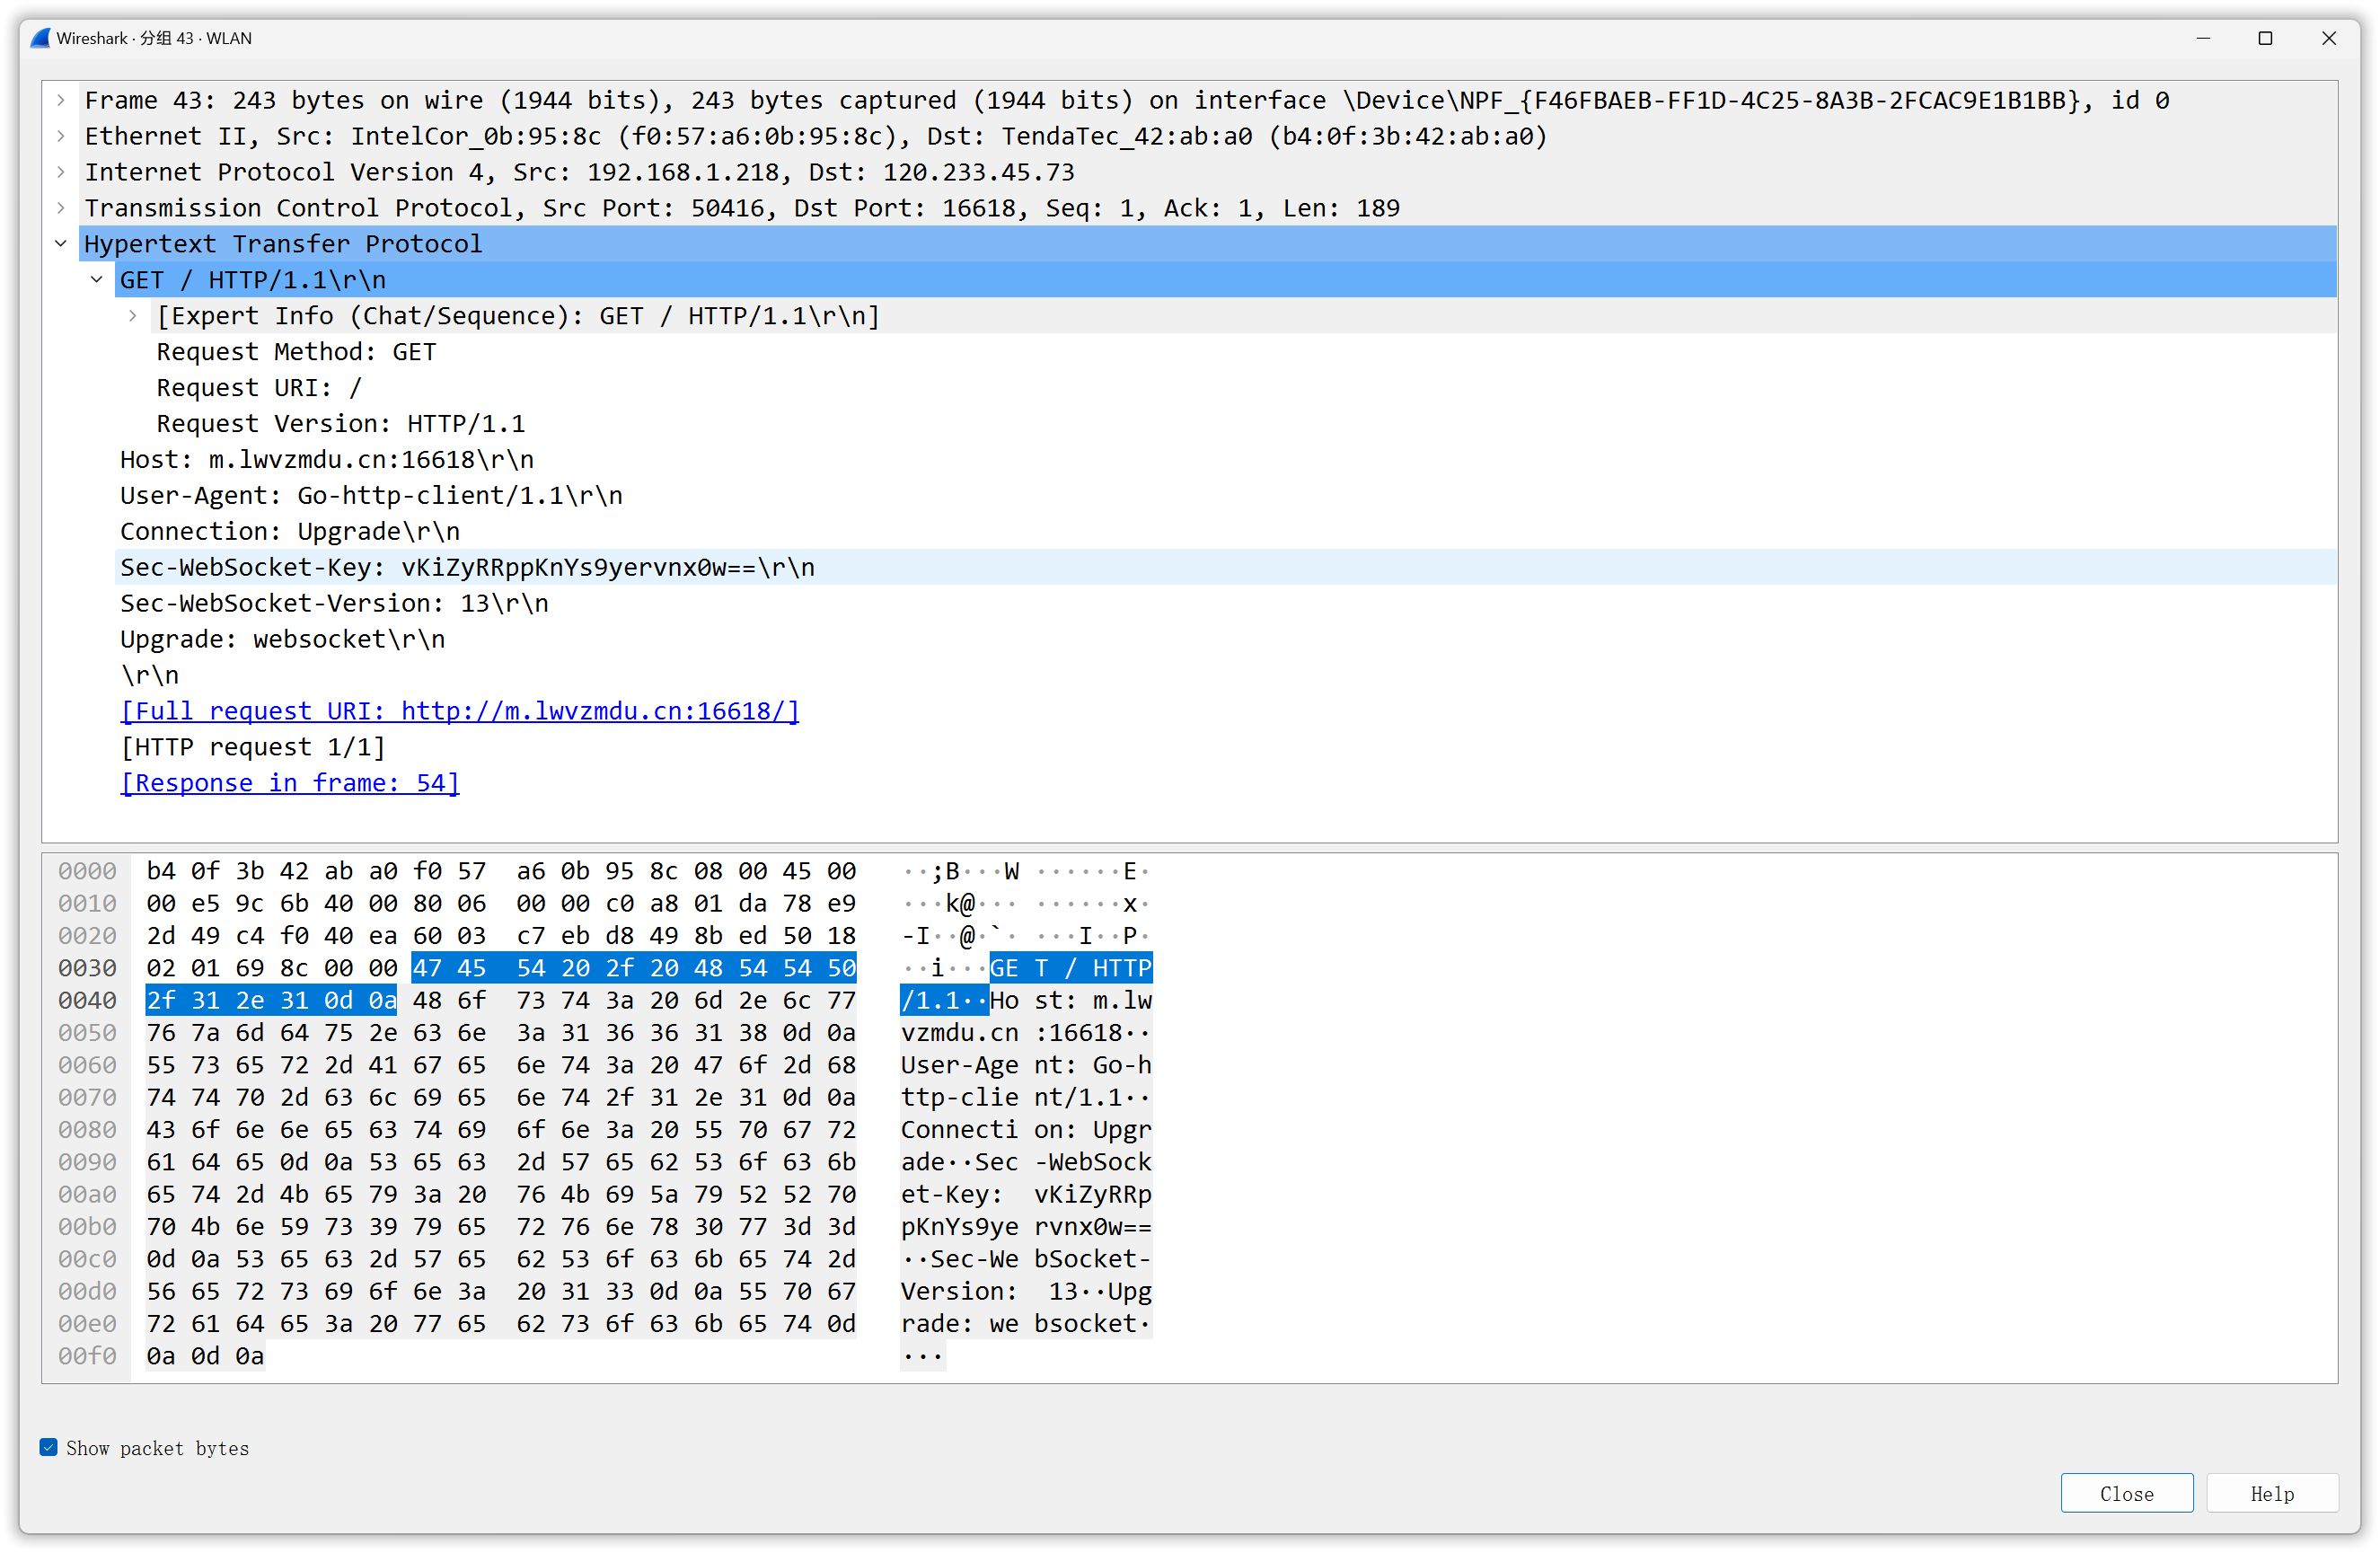 Wireshark · 分组 43 · WLAN
Frame 43: 243 bytes on wire (1944 bits), 243 bytes captured (1944 bits) on interface \Device\NPF_{F46FBAEB-FF1D-4C25-8A3B-2FCAC9E1B1BB}, id 0
Ethernet II, Src: IntelCor_0b:95:8c (f0:57:a6:0b:95:8c), Dst: TendaTec_42:ab:a0 (b4:0f:3b:42:ab:a0)
Internet Protocol Version 4, Src: 192.168.1.218, Dst: 120.233.45.73
Transmission Control Protocol, Src Port: 50416, Dst Port: 16618, Seq: 1, Ack: 1, Len: 189
Hypertext Transfer Protocol
GET / HTTP/1.1\r\n
[Expert Info (Chat/Sequence): GET / HTTP/1.1\r\n]
Request Method: GET
Request URI: /
Request Version: HTTP/1.1
Host: m.lwvzmdu.cn:16618\r\n
User-Agent: Go-http-client/1.1\r\n
Connection: Upgrade\r\n
Sec-WebSocket-Key: vKiZyRRppKnYs9yervnx0w==\r\n
Sec-WebSocket-Version: 13\r\n
Upgrade: websocket\r\n
\r\n
[Full request URI: http://m.lwvzmdu.cn:16618/]
[HTTP request 1/1]
[Response in frame: 54]
0000 b4 0f 3b 42 ab a0 f0 57 a6 0b 95 8c 08 00 45 00 ··;B···W ······E·
0010 00 e5 9c 6b 40 00 80 06 00 00 c0 a8 01 da 78 e9 ···k@··· ······x·
0020 2d 49 c4 f0 40 ea 60 03 c7 eb d8 49 8b ed 50 18 -I··@·`· ···I··P·
0030 02 01 69 8c 00 00 47 45 54 20 2f 20 48 54 54 50 ··i···GE T / HTTP
0040 2f 31 2e 31 0d 0a 48 6f 73 74 3a 20 6d 2e 6c 77 /1.1··Ho st: m.lw
0050 76 7a 6d 64 75 2e 63 6e 3a 31 36 36 31 38 0d 0a vzmdu.cn :16618··
0060 55 73 65 72 2d 41 67 65 6e 74 3a 20 47 6f 2d 68 User-Age nt: Go-h
0070 74 74 70 2d 63 6c 69 65 6e 74 2f 31 2e 31 0d 0a ttp-clie nt/1.1··
0080 43 6f 6e 6e 65 63 74 69 6f 6e 3a 20 55 70 67 72 Connecti on: Upgr
0090 61 64 65 0d 0a 53 65 63 2d 57 65 62 53 6f 63 6b ade··Sec -WebSock
00a0 65 74 2d 4b 65 79 3a 20 76 4b 69 5a 79 52 52 70 et-Key: vKiZyRRp
00b0 70 4b 6e 59 73 39 79 65 72 76 6e 78 30 77 3d 3d pKnYs9ye rvnx0w==
00c0 0d 0a 53 65 63 2d 57 65 62 53 6f 63 6b 65 74 2d ··Sec-We bSocket-
00d0 56 65 72 73 69 6f 6e 3a 20 31 33 0d 0a 55 70 67 Version: 13··Upg
00e0 72 61 64 65 3a 20 77 65 62 73 6f 63 6b 65 74 0d rade: we bsocket·
00f0 0a 0d 0a ···
Show packet bytes
Close Help